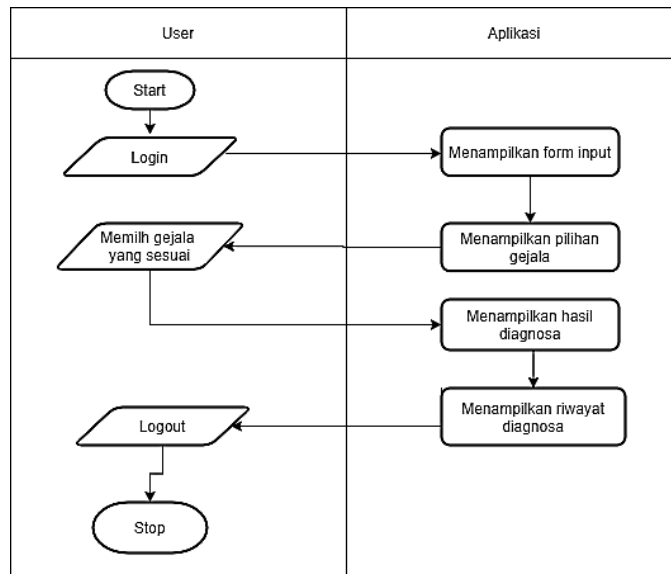 User
Aplikasi
Start
Login
Menampilkan form input
Memilh gejala
yang sesuai
Menampilkan pilihan
gejala
Menampilkan hasil
diagnosa
Menampilkan riwayat
diagnosa
Logout
Stop